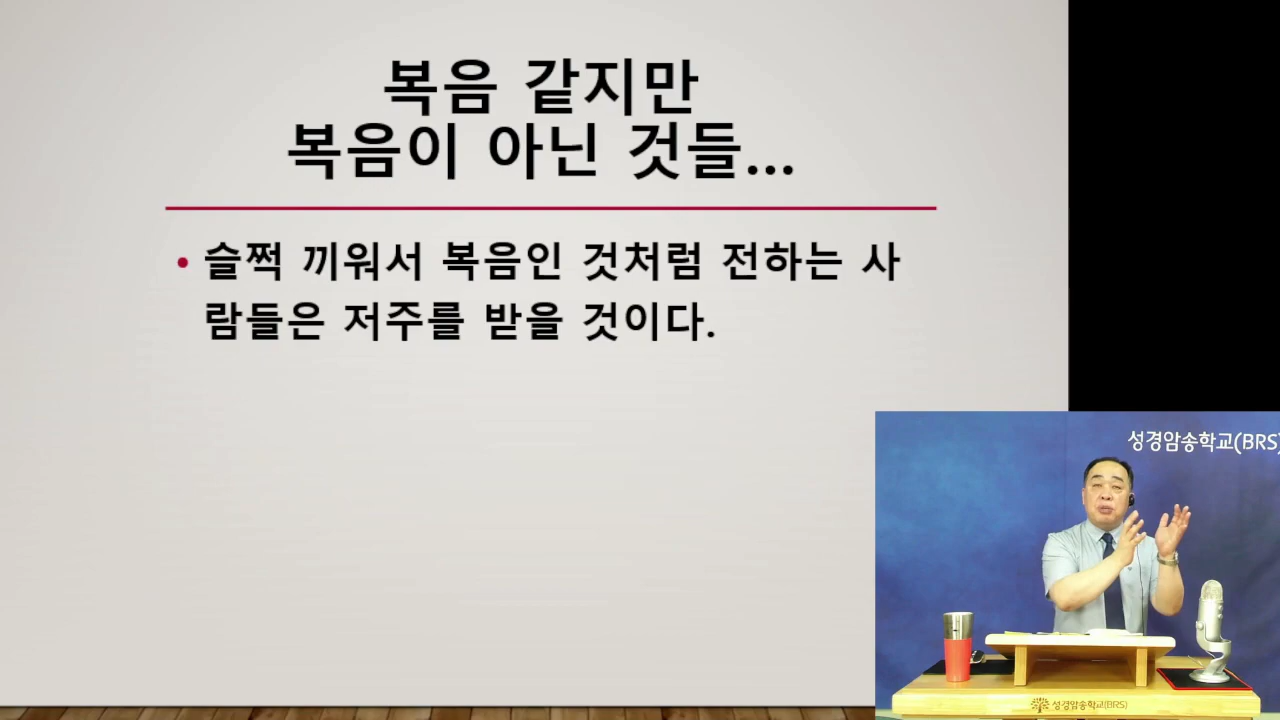 복음 같지만
복음이 아닌 것들...
• 슬쩍 끼워서 복음인 것처럼 전하는 사
람들은 저주를 받을 것이다.
성경암송학교(BRS)
성경암송학교(BRS)